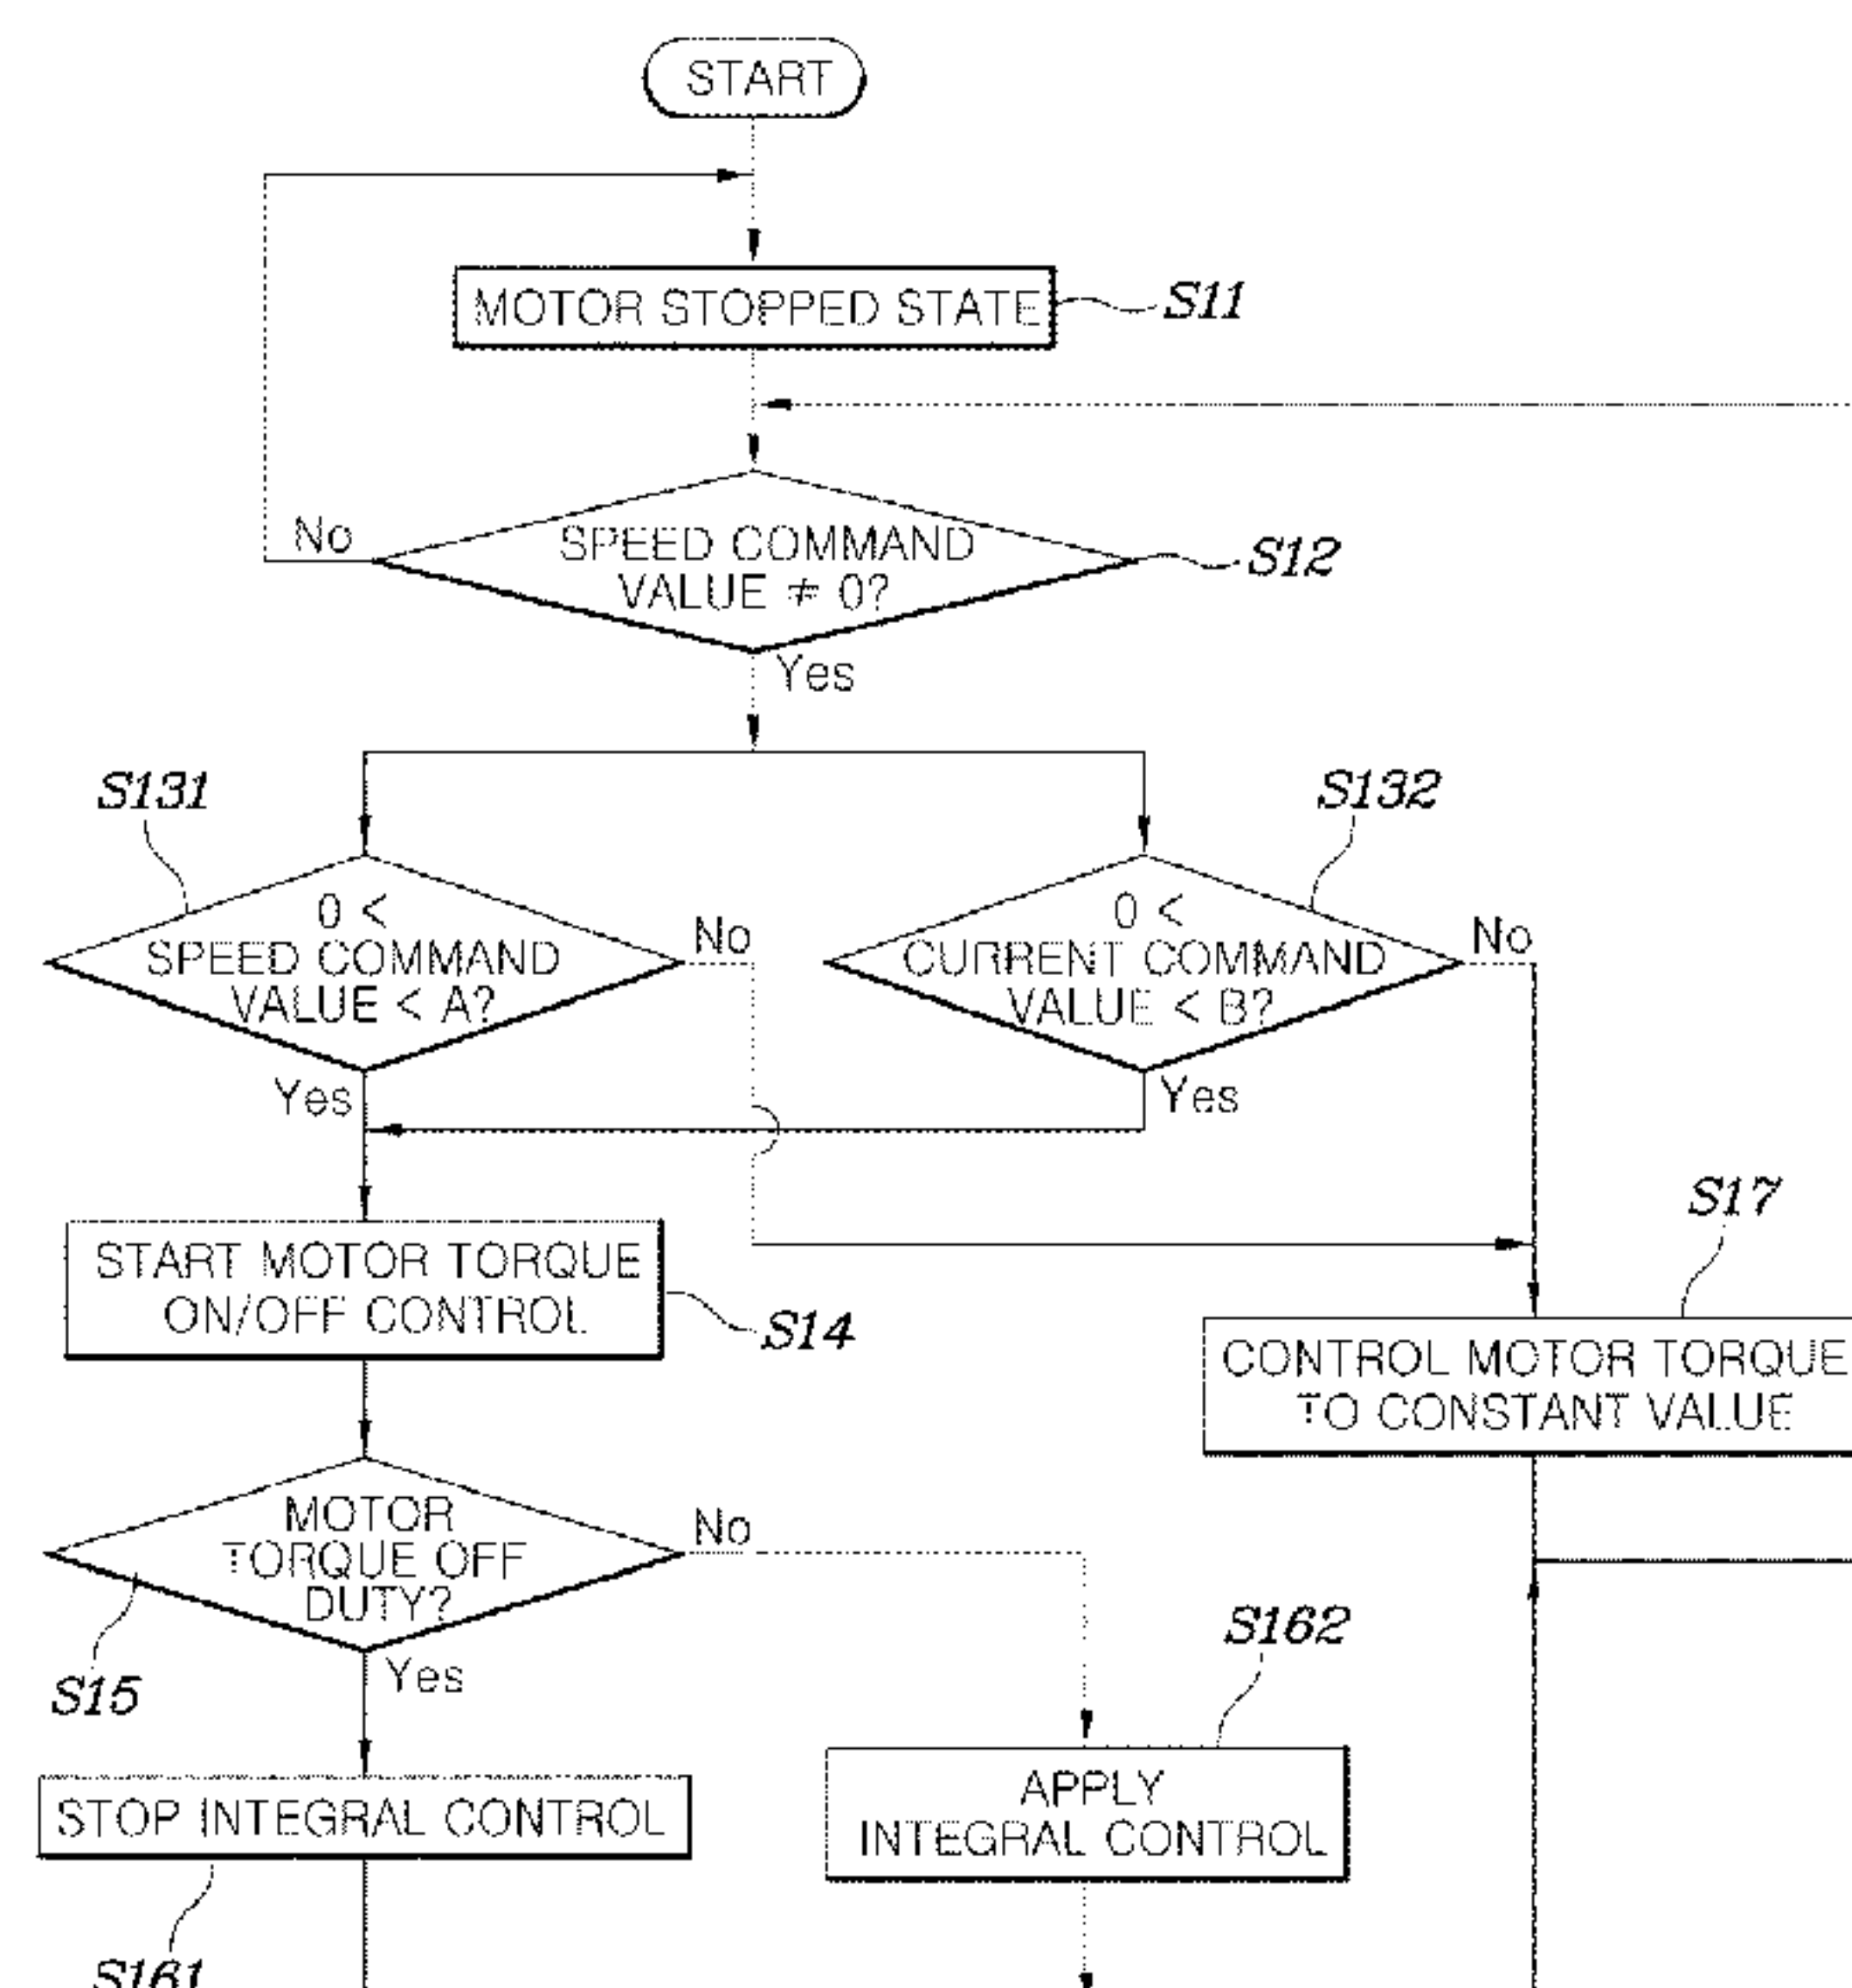 START
MOTOR STOPPED STATE
S11
No
SPEED COMMAND
VALUE ≠ 0?
S12
Yes
S131
S132
0 <
SPEED COMMAND
VALUE < A?
No
0 <
CURRENT COMMAND
VALUE < B?
No
Yes
Yes
START MOTOR TORQUE
ON/OFF CONTROL
S14
S17
CONTROL MOTOR TORQUE
TO CONSTANT VALUE
MOTOR
TORQUE OFF
DUTY?
No
S15
Yes
S162
STOP INTEGRAL CONTROL
APPLY
INTEGRAL CONTROL
S161